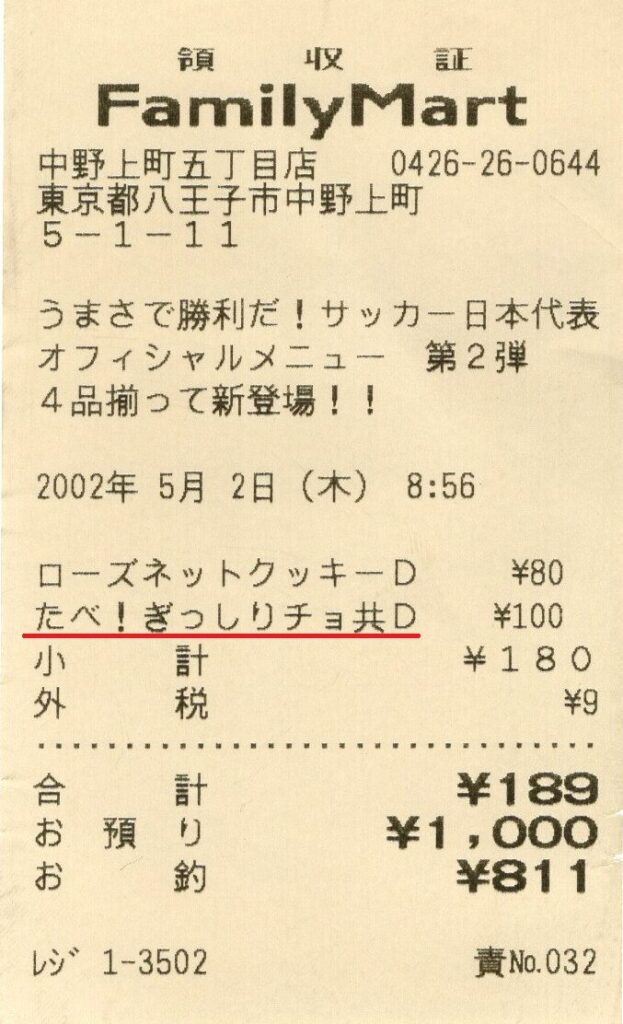 領収証
FamilyMart
中野上町五丁目店 0426-26-0644
東京都八王子市中野上町
5-1-11
うまさで勝利だ！サッカー日本代表
オフィシャルメニュー 第2弾
4品揃って新登場！！
2002年 5月 2日（木） 8:56
ローズネットクッキーD ¥80
たべ！ぎっしりチョ共D ¥100
小計 ¥180
外税 ¥9
合計 ¥189
お預り ¥1,000
お釣 ¥811
ﾚｼﾞ 1-3502 責No.032